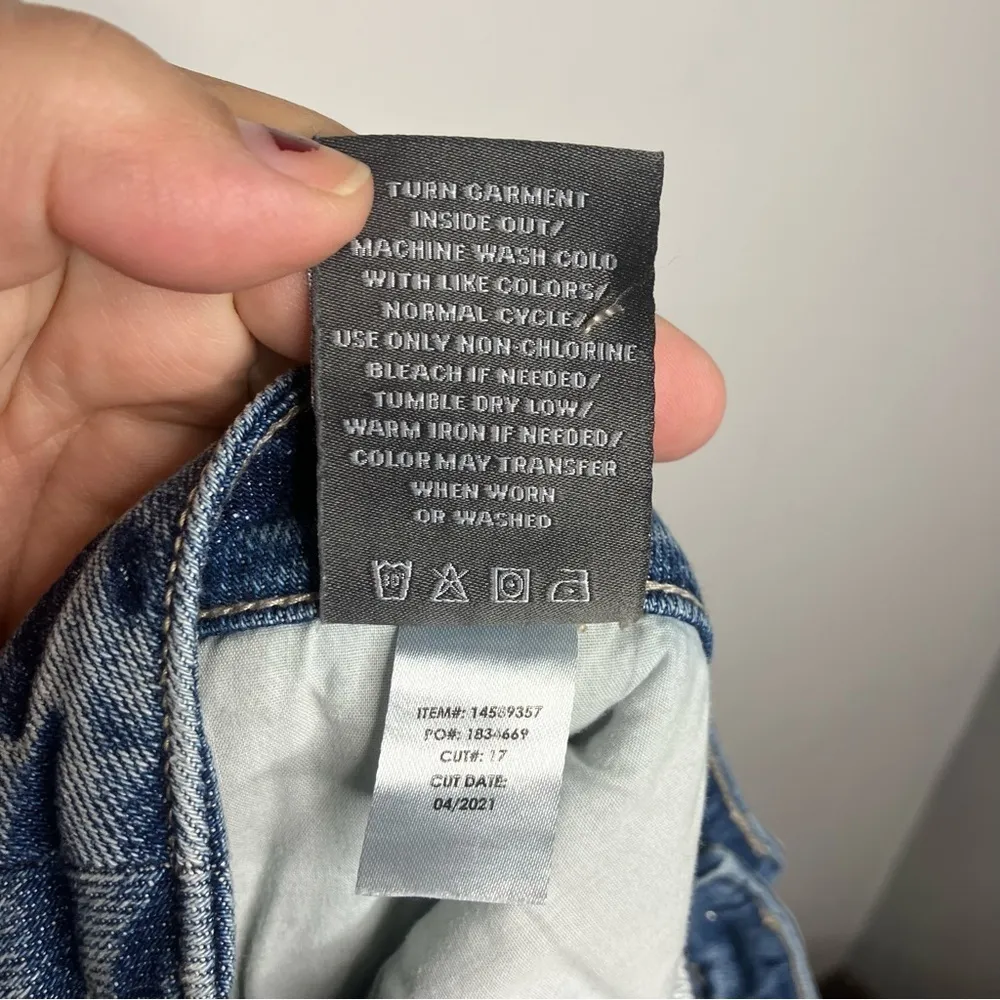 TURN GARMENT
INSIDE OUT/
MACHINE WASH COLD
WITH LIKE COLORS/
NORMAL CYCLE/
USE ONLY NON-CHLORINE
BLEACH IF NEEDED/
TUMBLE DRY LOW/
WARM IRON IF NEEDED/
COLOR MAY TRANSFER
WHEN WORN
OR WASHED
30°
ITEM#: 14589357
PO#: 1834669
CUT#: 17
CUT DATE:
04/2021